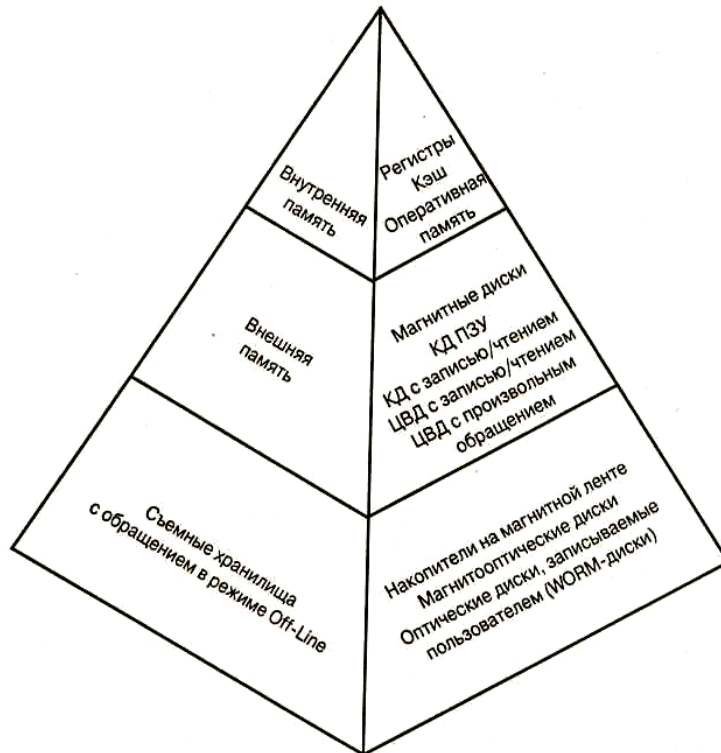 Внутренняя
память
Регистры
Кэш
Оперативная
память
Внешняя
память
Магнитные диски
КД ПЗУ
КД с записью/чтением
ЦВД с записью/чтением
ЦВД с произвольным
обращением
Съемные хранилища
с обращением в режиме Off-Line
Накопители на магнитной ленте
Магнитооптические диски
Оптические диски, записываемые
пользователем (WORM-диски)